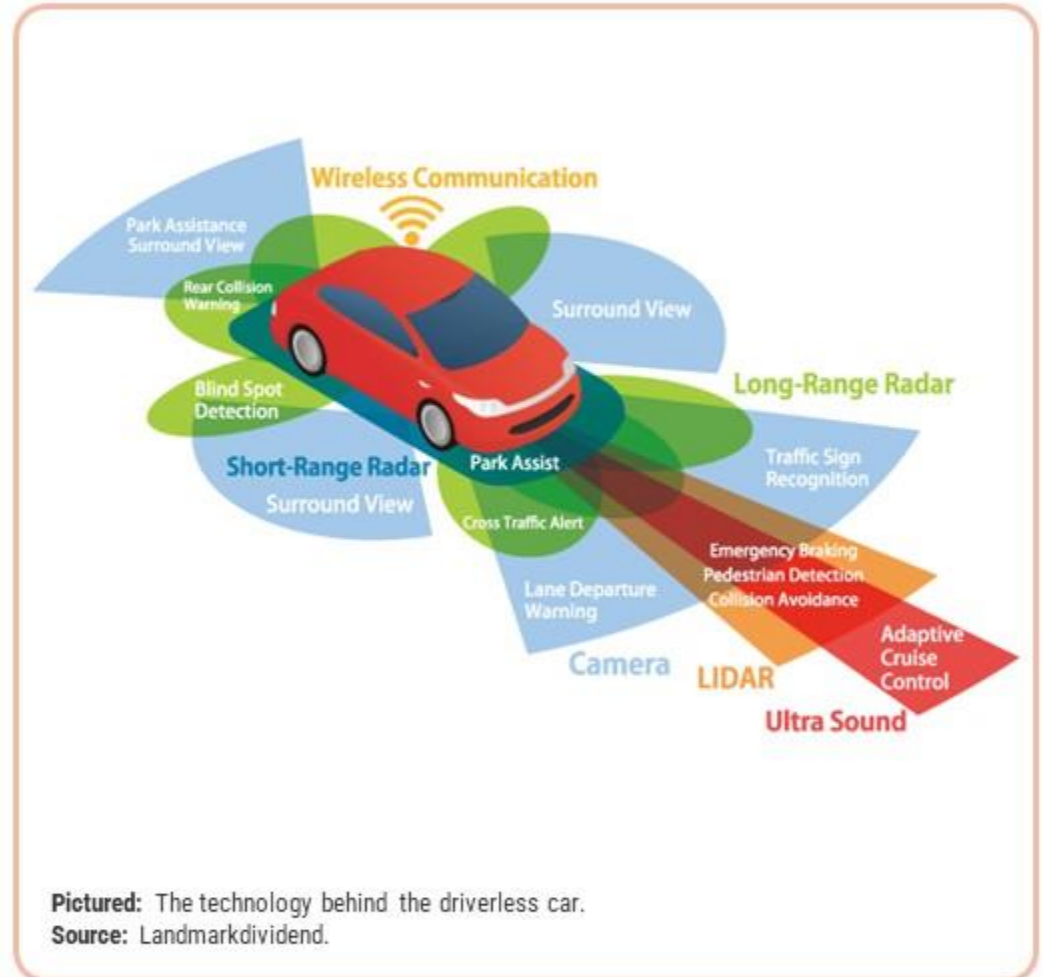 Wireless Communication
Park Assistance
Surround View
Rear Collision
Warning
Surround View
Blind Spot
Detection
Long-Range Radar
Short-Range Radar
Park Assist
Traffic Sign
Recognition
Surround View
Cross Traffic Alert
Emergency Braking
Pedestrian Detection
Collision Avoidance
Lane Departure
Warning
Adaptive
Cruise
Control
Camera
LIDAR
Ultra Sound
Pictured: The technology behind the driverless car.
Source: Landmarkdividend.